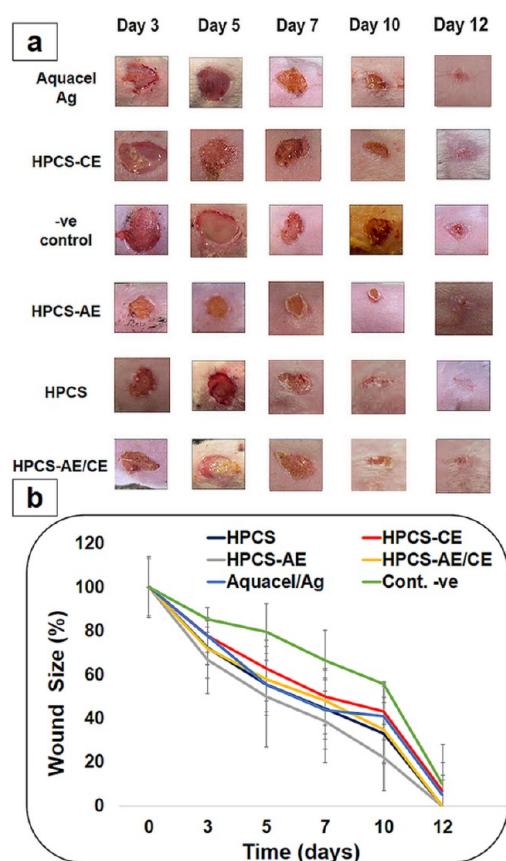 a
Day 3 Day 5 Day 7 Day 10 Day 12
Aquacel
Ag
HPCS-CE
-ve
control
HPCS-AE
HPCS
HPCS-AE/CE
b
HPCS HPCS-CE
HPCS-AE HPCS-AE/CE
Aquacel/Ag Cont. -ve
120
100
80
60
40
20
0
Wound Size (%)
0 3 5 7 10 12
Time (days)